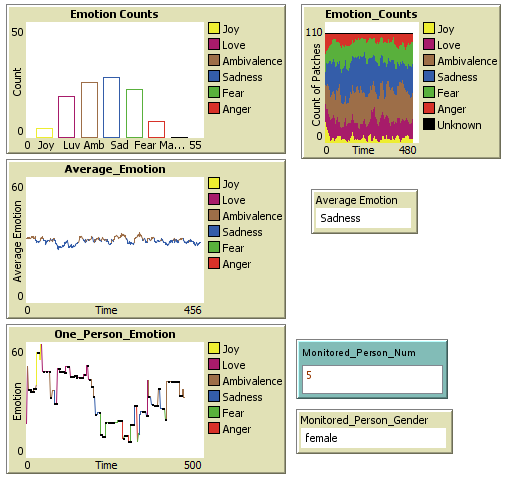 Emotion Counts
50
Count
0
0 Joy Luv Amb Sad Fear Ma... 55
Joy
Love
Ambivalence
Sadness
Fear
Anger
Emotion_Counts
110
Count of Patches
0
0 Time 480
Joy
Love
Ambivalence
Sadness
Fear
Anger
Unknown
Average_Emotion
60
Average Emotion
0
0 Time 456
Joy
Love
Ambivalence
Sadness
Fear
Anger
Average Emotion
Sadness
One_Person_Emotion
60
Emotion
0
0 Time 500
Joy
Love
Ambivalence
Sadness
Fear
Anger
Monitored_Person_Num
5
Monitored_Person_Gender
female